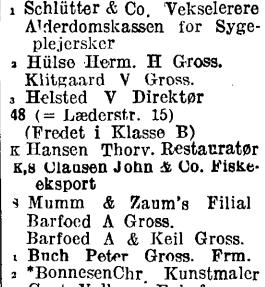 1 Schlütter & Co. Vekselerere
Alderdomskassen for Syge-
plejersker
2 Hülsø Herm. H Gross.
Klitgaard V Gross.
3 Helsted V Direktør
48 (= Læderstr. 15)
(Fredet i Klasse B)
K Hansen Thorv. Restauratør
K,s Clausen John & Co. Fiske-
eksport
s Mumm & Zaum's Filial
Barfoed A Gross.
Barfoed A & Keil Gross.
1 Buch Peter Gross. Frm.
2 *BonnesenChr. Kunstmaler